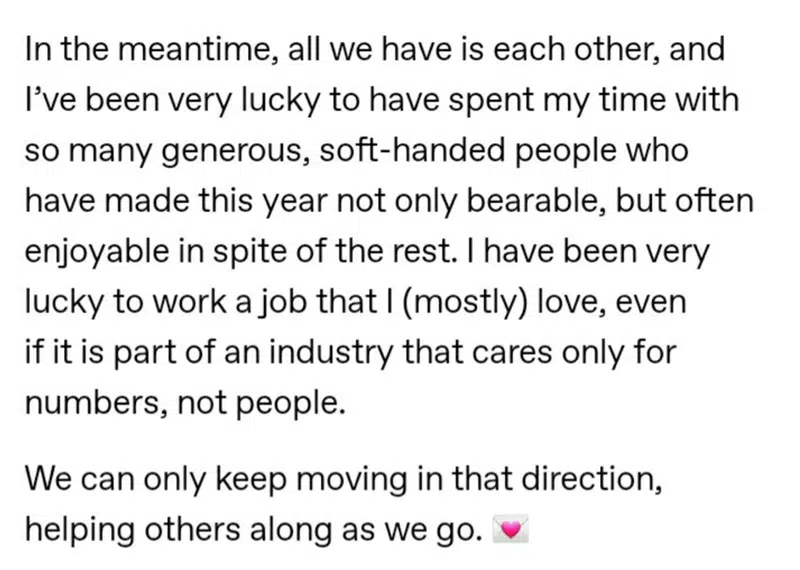 In the meantime, all we have is each other, and
I’ve been very lucky to have spent my time with
so many generous, soft-handed people who
have made this year not only bearable, but often
enjoyable in spite of the rest. I have been very
lucky to work a job that I (mostly) love, even
if it is part of an industry that cares only for
numbers, not people.
We can only keep moving in that direction,
helping others along as we go. 💌